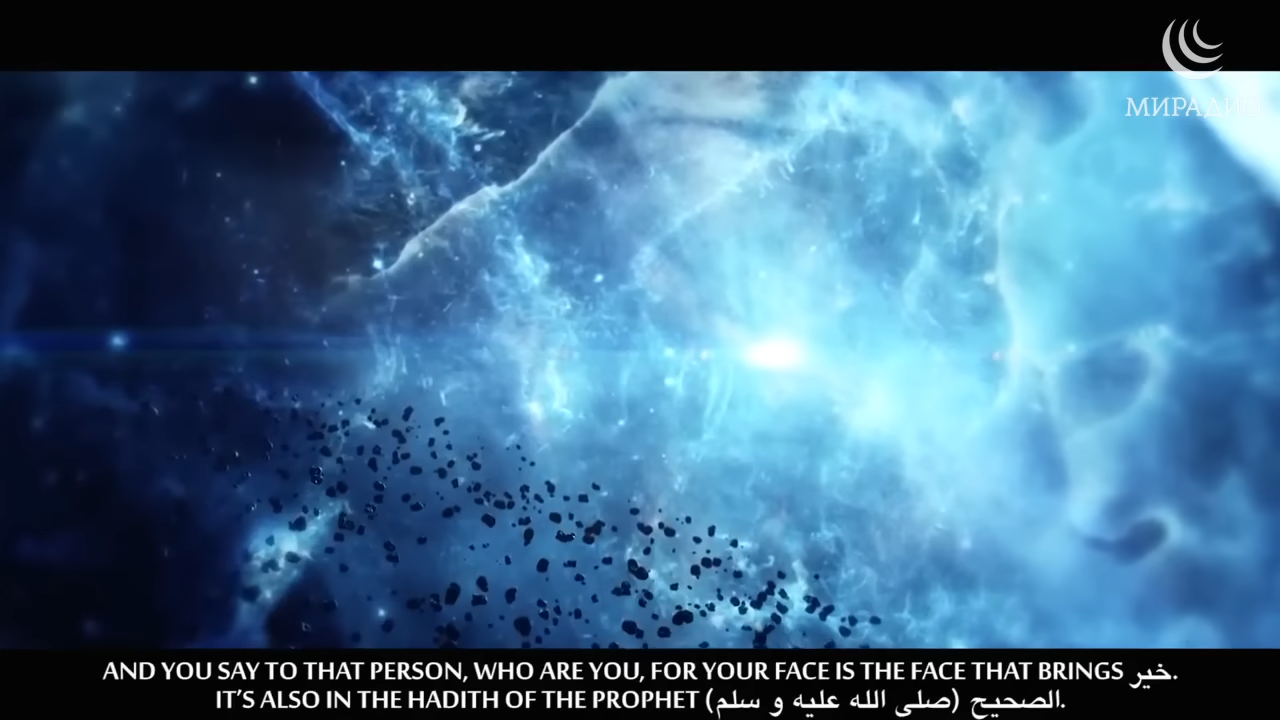 МИРАДИО
AND YOU SAY TO THAT PERSON, WHO ARE YOU, FOR YOUR FACE IS THE FACE THAT BRINGS خير.
IT'S ALSO IN THE HADITH OF THE PROPHET (صلى الله عليه و سلم) الصحيح.